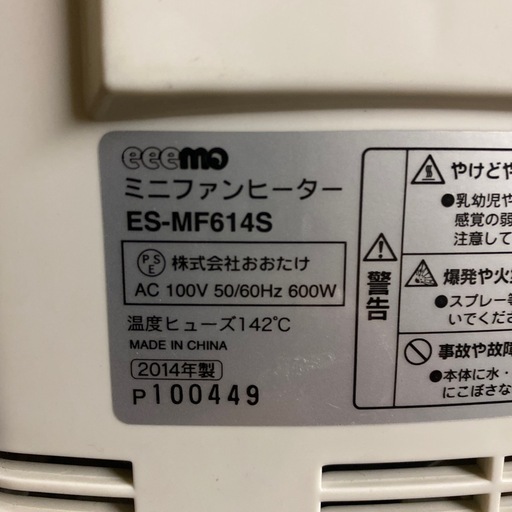 eeemo
ミニファンヒーター
ES-MF614S
PSE 株式会社おおたけ
AC 100V 50/60Hz 600W
温度ヒューズ142℃
MADE IN CHINA
2014年製
P100449
警告
やけどや
●乳幼児や
感覚の弱
注意して
爆発や火
●スプレー等
いでくださ
事故や故障
●本体に水・
にこぼさな